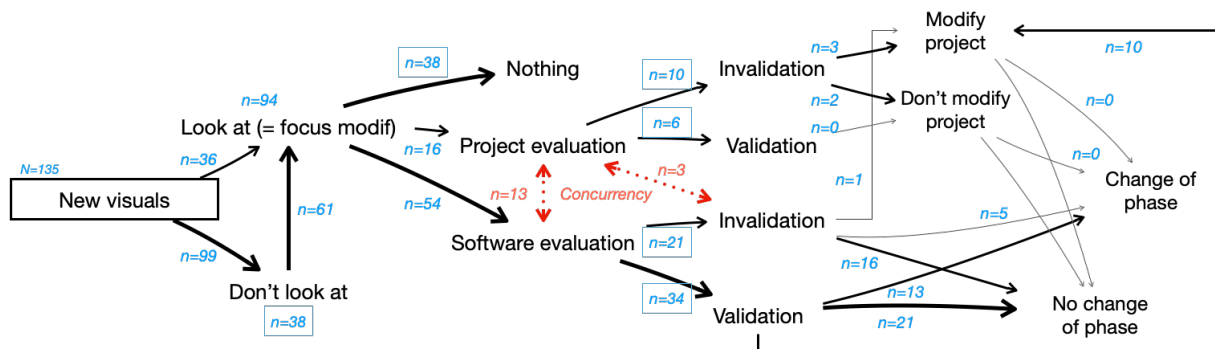 Modify
project
n=3
n=10
n=38
Nothing
n=10
Invalidation
n=94
n=2
Don't modify
project
n=0
n=6
Look at (= focus modif)
n=0
n=16
Project evaluation
Validation
n=0
N=135
n=36
n=3
Change of
phase
New visuals
n=13
Concurrency
n=1
n=61
n=54
Invalidation
n=5
Software evaluation
n=21
n=99
n=16
Don't look at
n=34
n=13
No change
of phase
n=38
Validation
n=21